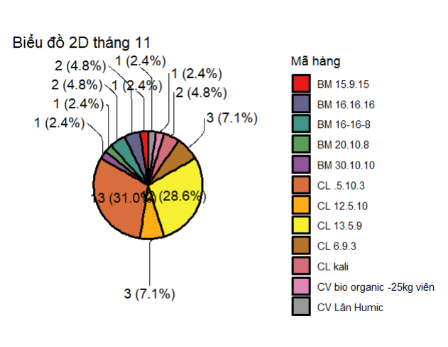 Biểu đồ 2D tháng 11
Mã hàng
1 (2.4%)
2 (4.8%)
1 (2.4%)
2 (4.8%)
1 (2.4%)
2 (4.8%)
1 (2.4%)
1 (2.4%)
3 (7.1%)
13 (31.0%)
(28.6%)
3 (7.1%)
BM 15.9.15
BM 16.16.16
BM 16-16-8
BM 20.10.8
BM 30.10.10
CL .5.10.3
CL 12.5.10
CL 13.5.9
CL 6.9.3
CL kali
CV bio organic -25kg viên
CV Lân Humic